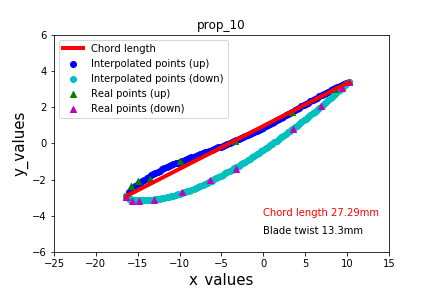 prop_10
Chord length
Interpolated points (up)
Interpolated points (down)
Real points (up)
Real points (down)
y_values
6
4
2
0
−2
−4
−6
Chord length 27.29mm
Blade twist 13.3mm
−25 −20 −15 −10 −5 0 5 10 15
x_values